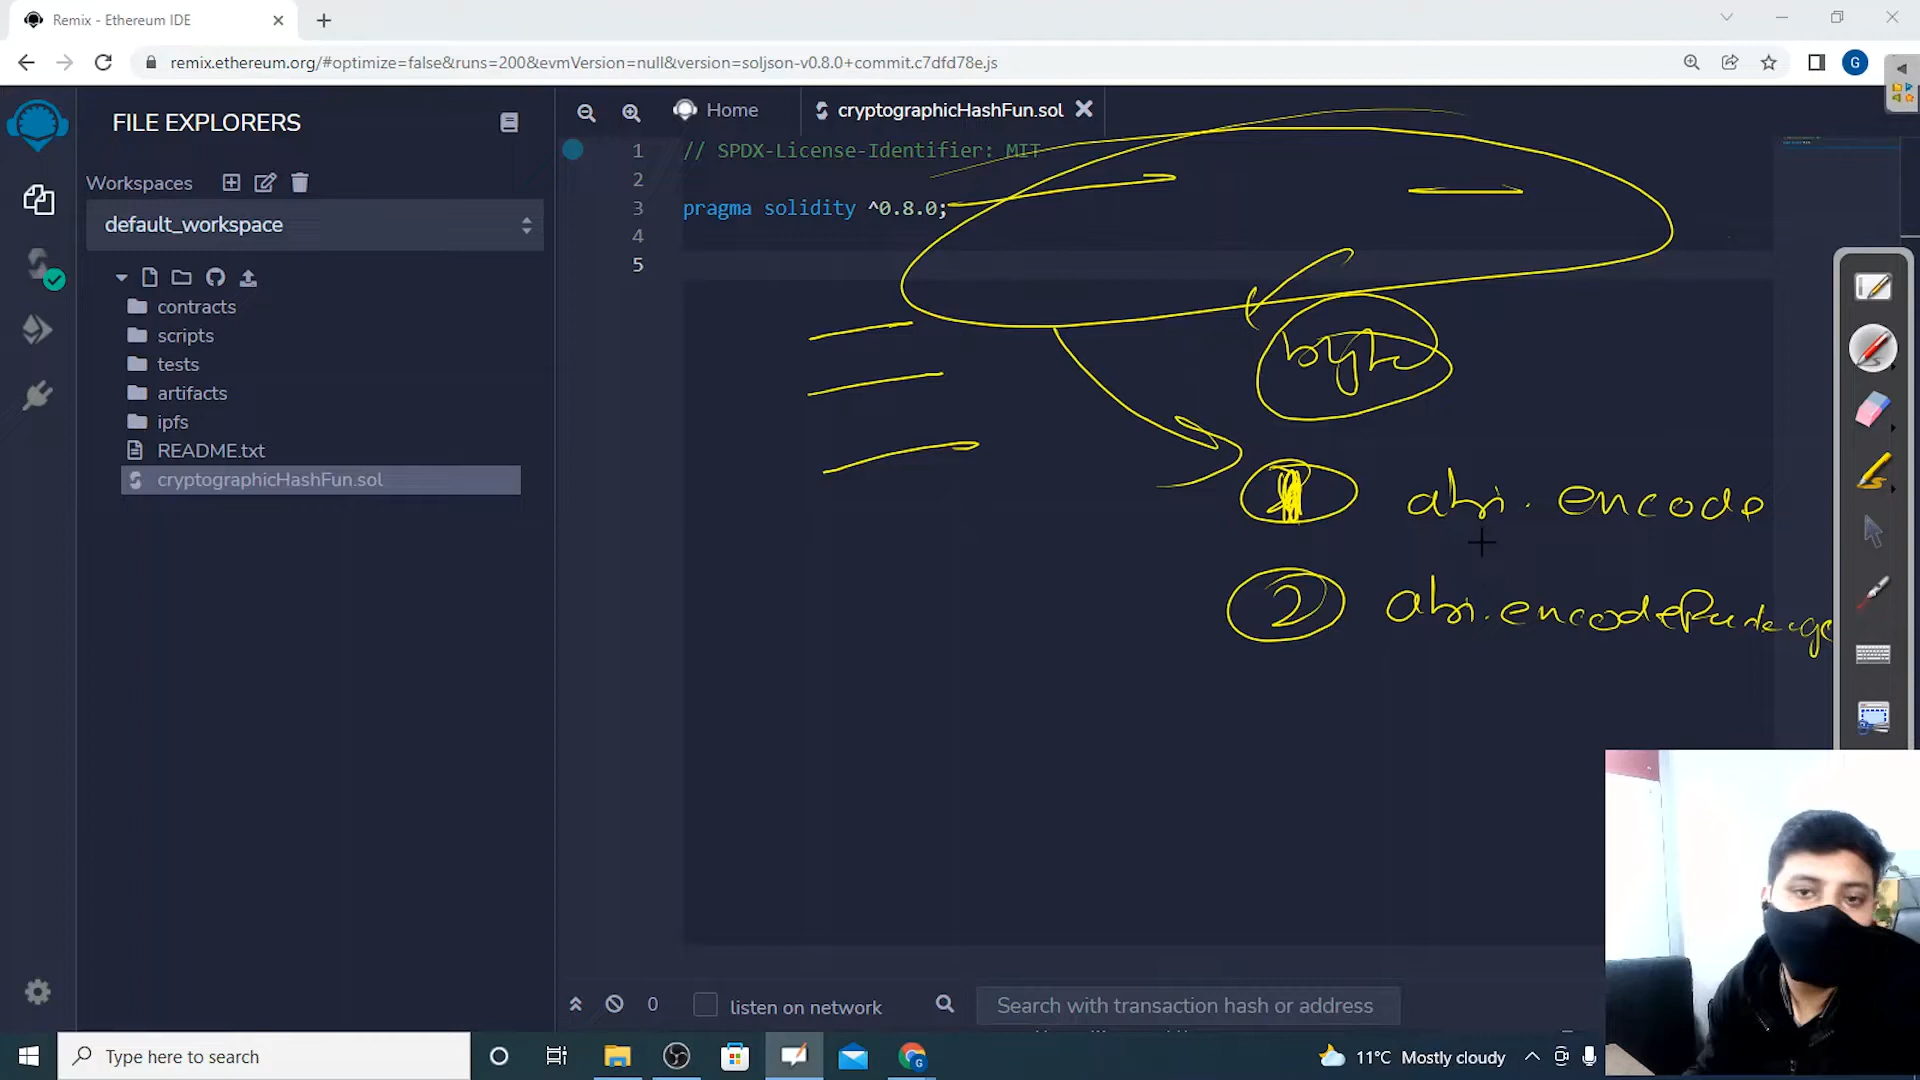 Remix - Ethereum IDE
remix.ethereum.org/#optimize=false&runs=200&evmVersion=null&version=soljson-v0.8.0+commit.c7dfd78e.js
G
FILE EXPLORERS
Home
cryptographicHashFun.sol
Workspaces
default_workspace
contracts
scripts
tests
artifacts
ipfs
README.txt
cryptographicHashFun.sol
1 // SPDX-License-Identifier: MIT
2
3 pragma solidity ^0.8.0;
4
5
byte
1 abi. encode
2
0
listen on network
Search with transaction hash or address
Type here to search
G
11°C Mostly cloudy